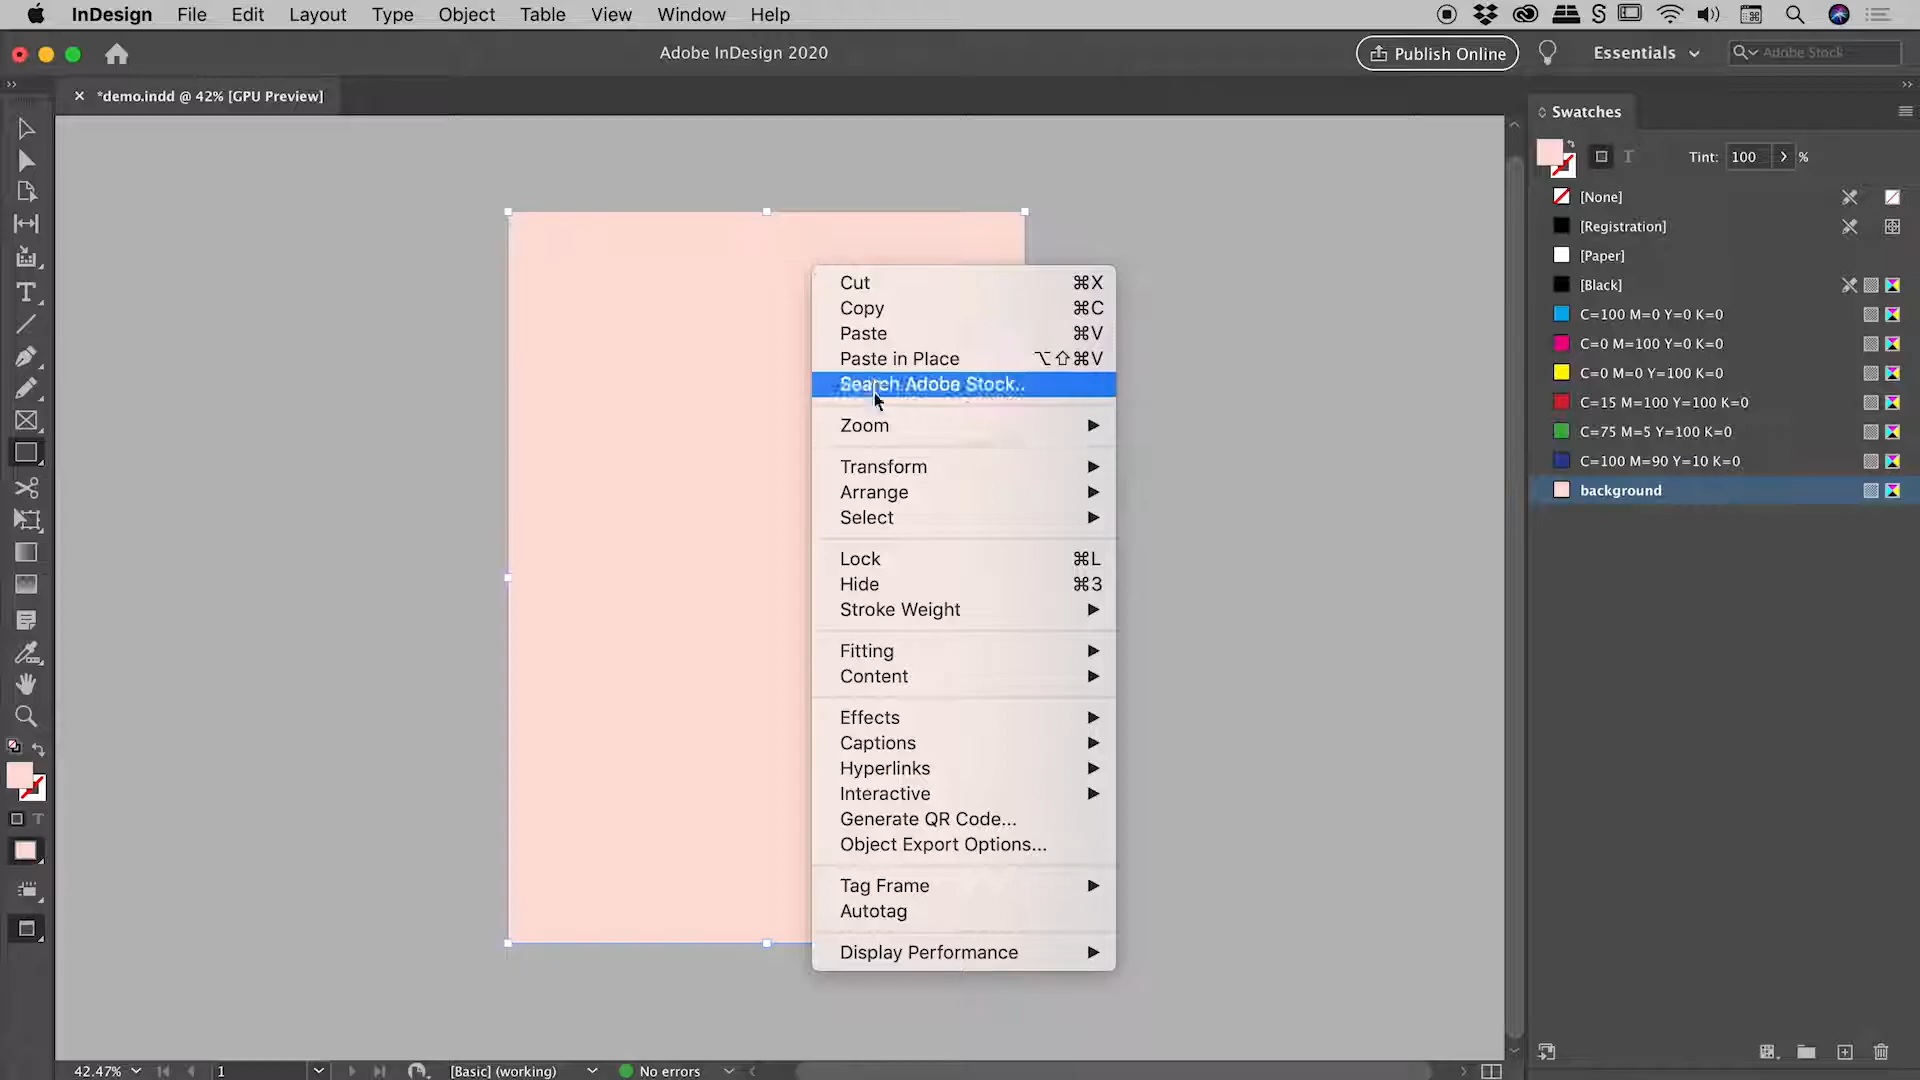 InDesign File Edit Layout Type Object Table View Window Help
Adobe InDesign 2020
Publish Online
Essentials
Adobe Stock
*demo.indd @ 42% [GPU Preview]
Swatches
Tint: 100 %
[None]
[Registration]
[Paper]
[Black]
C=100 M=0 Y=0 K=0
C=0 M=100 Y=0 K=0
C=0 M=0 Y=100 K=0
C=15 M=100 Y=100 K=0
C=75 M=5 Y=100 K=0
C=100 M=90 Y=10 K=0
background
Cut ⌘X
Copy ⌘C
Paste ⌘V
Paste in Place ⌥⇧⌘V
Search Adobe Stock..
Zoom
Transform
Arrange
Select
Lock ⌘L
Hide ⌘3
Stroke Weight
Fitting
Content
Effects
Captions
Hyperlinks
Interactive
Generate QR Code...
Object Export Options...
Tag Frame
Autotag
Display Performance
42.47% 1 [Basic] (working) No errors